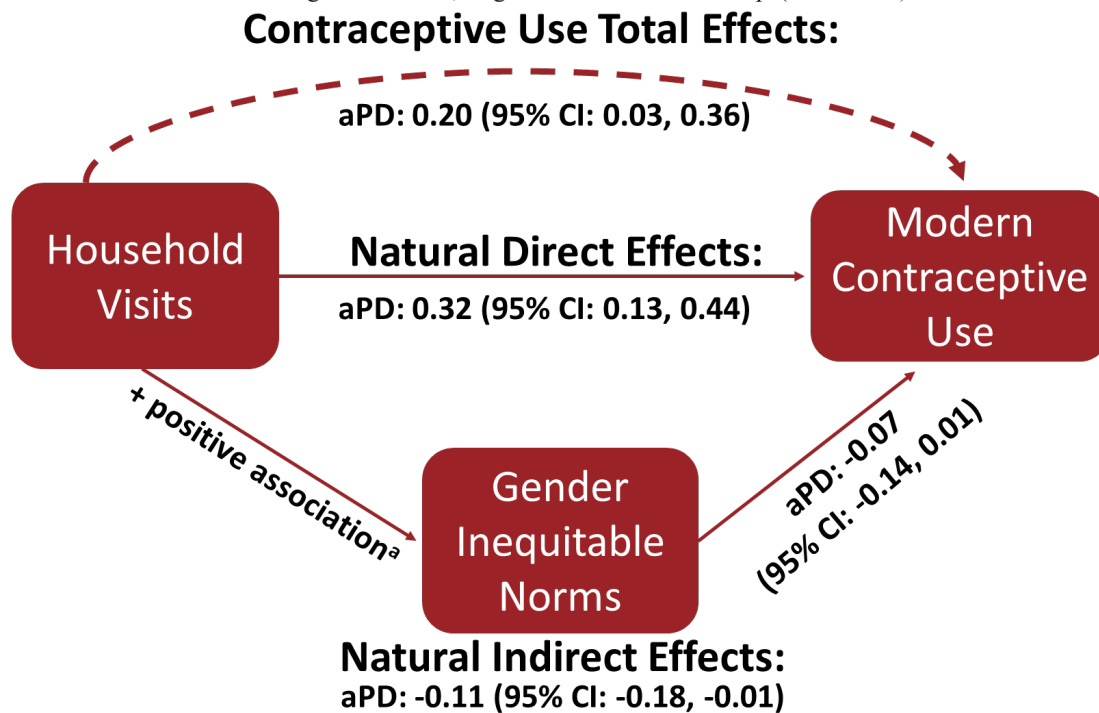 Contraceptive Use Total Effects:
aPD: 0.20 (95% CI: 0.03, 0.36)
Household
Visits
Natural Direct Effects:
aPD: 0.32 (95% CI: 0.13, 0.44)
Modern
Contraceptive
Use
+ positive associationᵃ
Gender
Inequitable
Norms
aPD: -0.07
(95% CI: -0.14, 0.01)
Natural Indirect Effects:
aPD: -0.11 (95% CI: -0.18, -0.01)